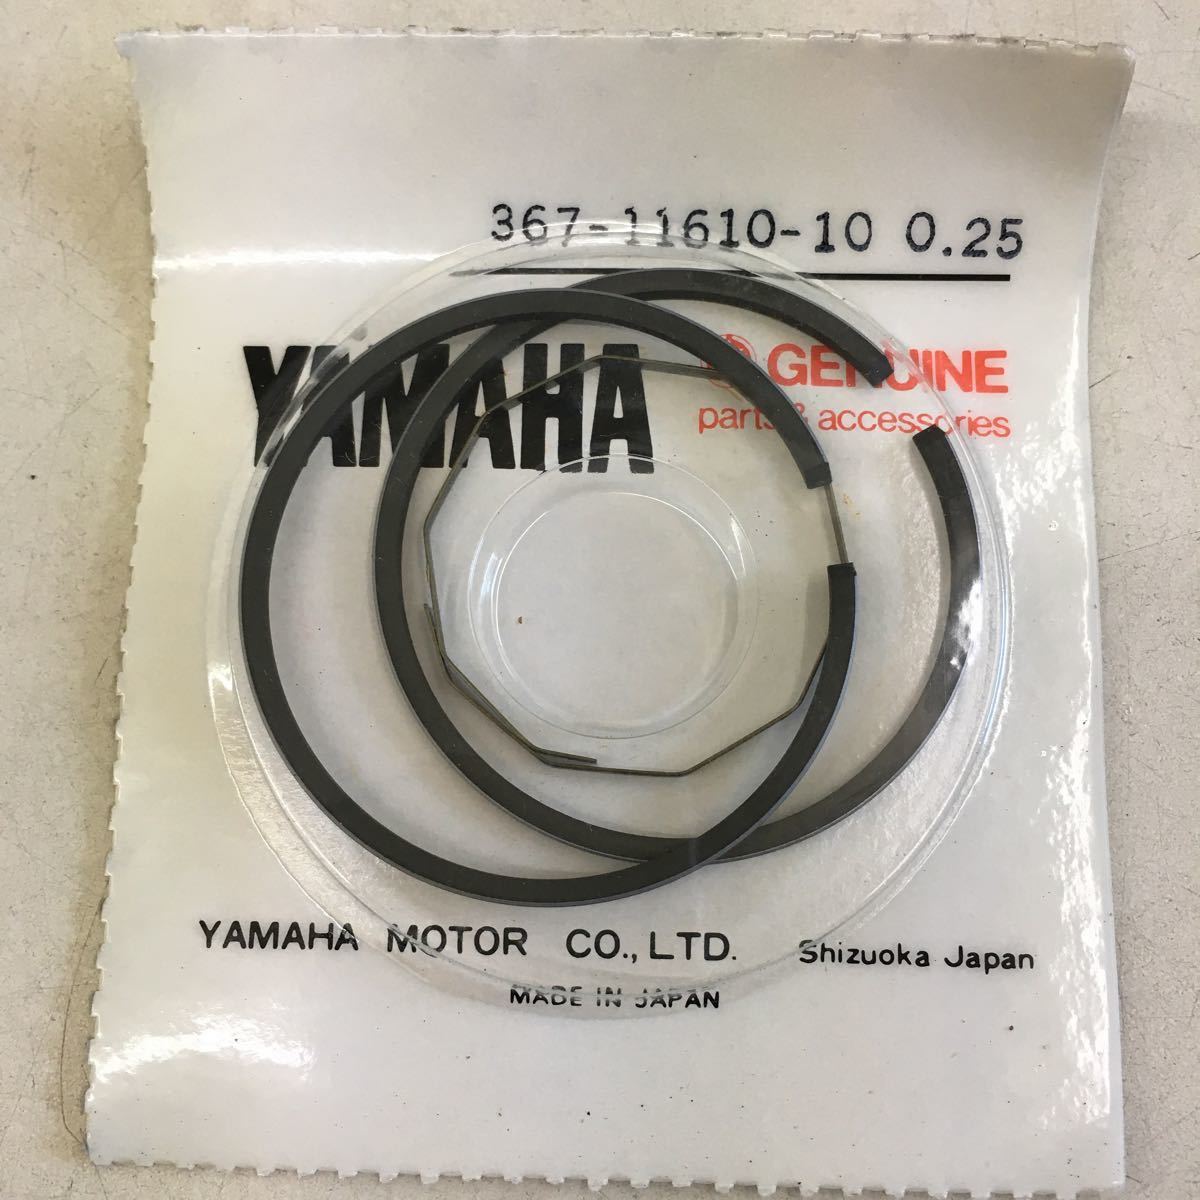 367-11610-10 0.25
YAMAHA
GENUINE
parts & accessories
YAMAHA MOTOR CO., LTD. Shizuoka Japan
MADE IN JAPAN